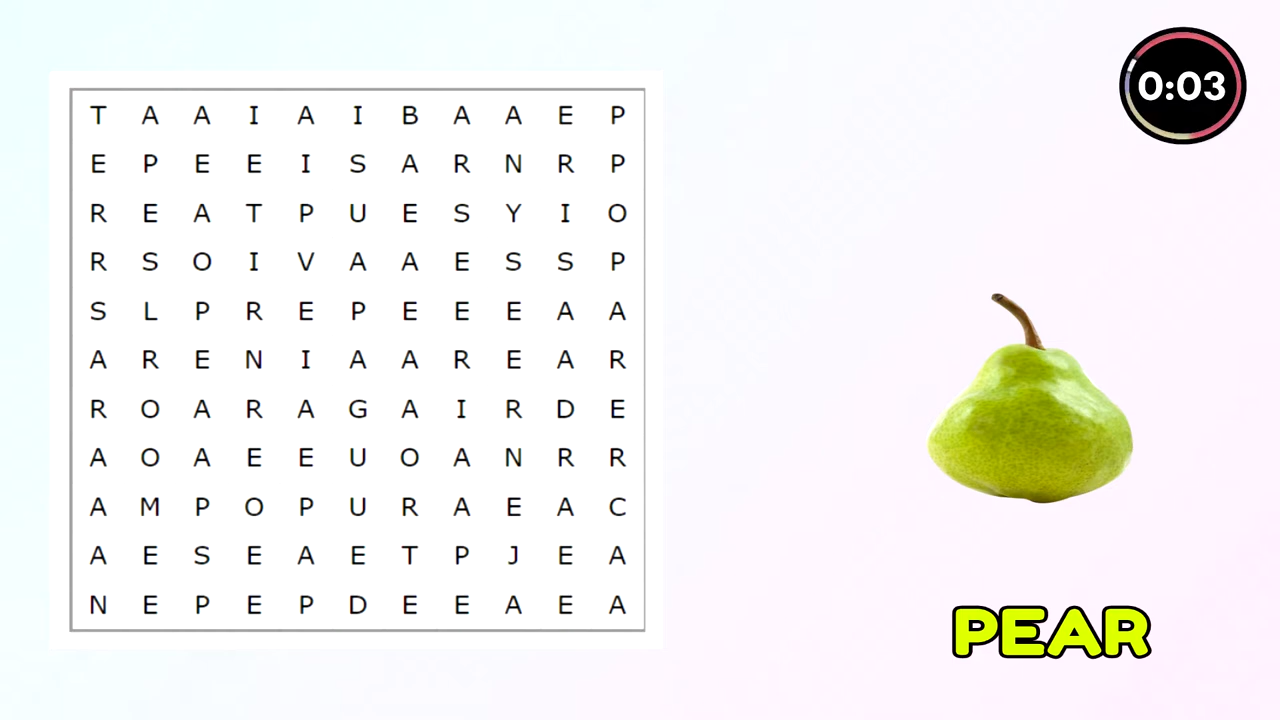 0:03
T A A I A I B A A E P
E P E E I S A R N R P
R E A T P U E S Y I O
R S O I V A A E S S P
S L P R E P E E E A A
A R E N I A A R E A R
R O A R A G A I R D E
A O A E E U O A N R R
A M P O P U R A E A C
A E S E A E T P J E A
N E P E P D E E A E A
PEAR